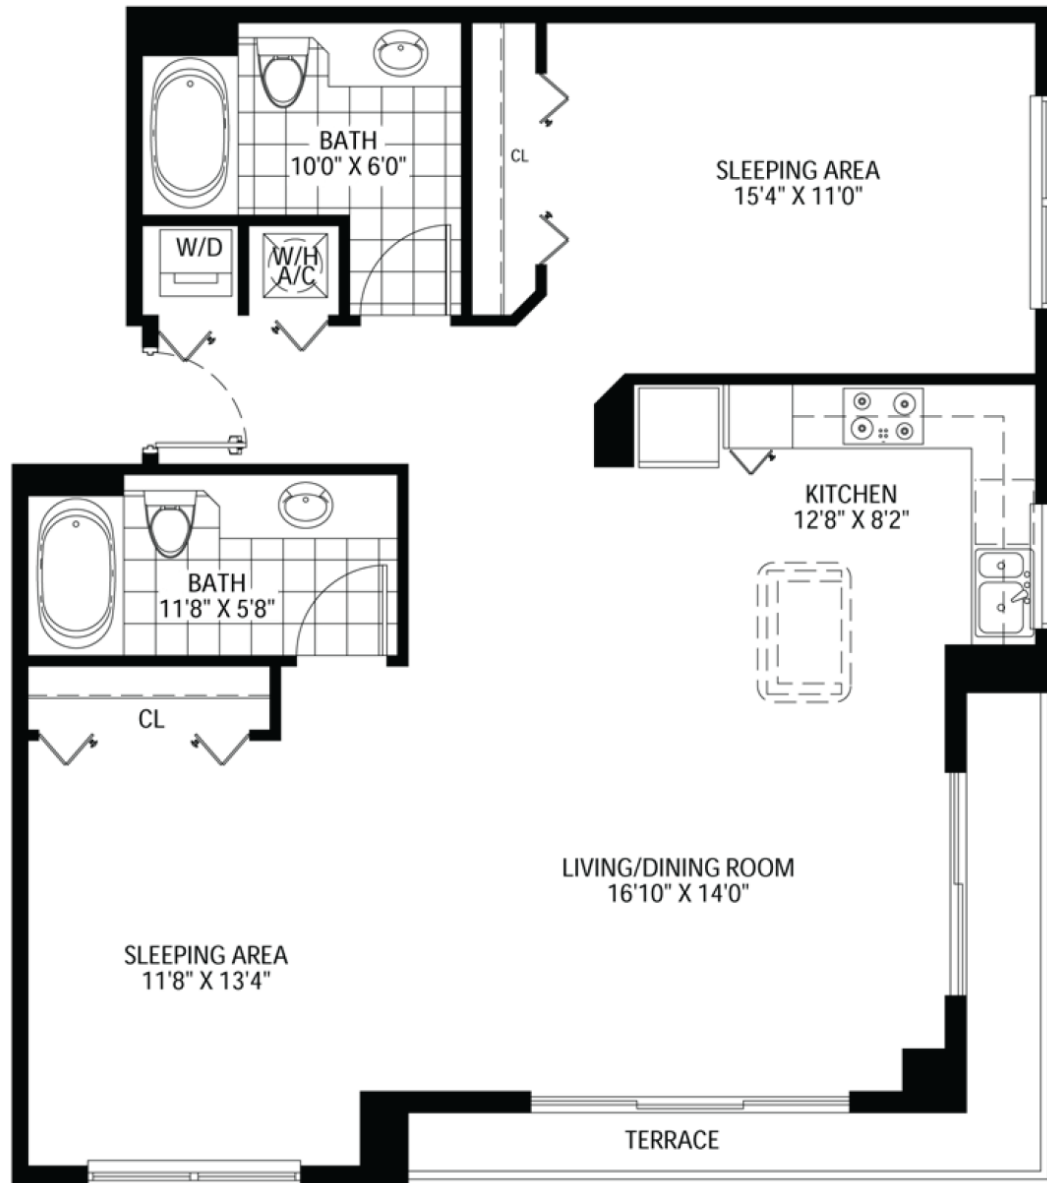 BATH
10'0" X 6'0"
CL
SLEEPING AREA
15'4" X 11'0"
W/D
W/H
A/C
KITCHEN
12'8" X 8'2"
BATH
11'8" X 5'8"
CL
LIVING/DINING ROOM
16'10" X 14'0"
SLEEPING AREA
11'8" X 13'4"
TERRACE